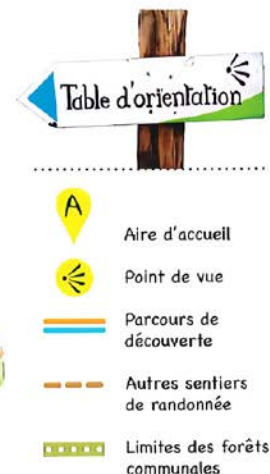 Table d'orientation
A
Aire d'accueil
Point de vue
Parcours de
découverte
Autres sentiers
de randonnée
Limites des forêts
communales